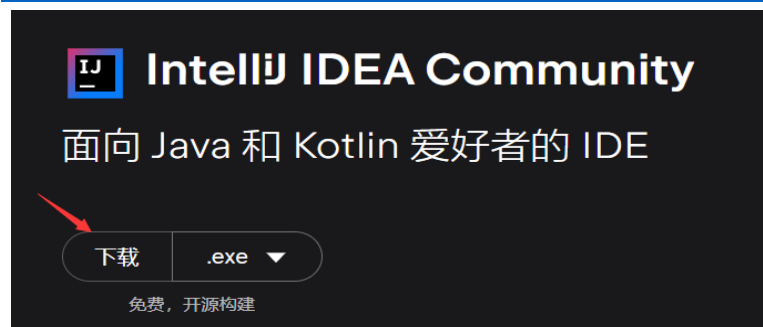 IJ
IntelliJ IDEA Community
面向 Java 和 Kotlin 爱好者的 IDE
下载
.exe
免费，开源构建